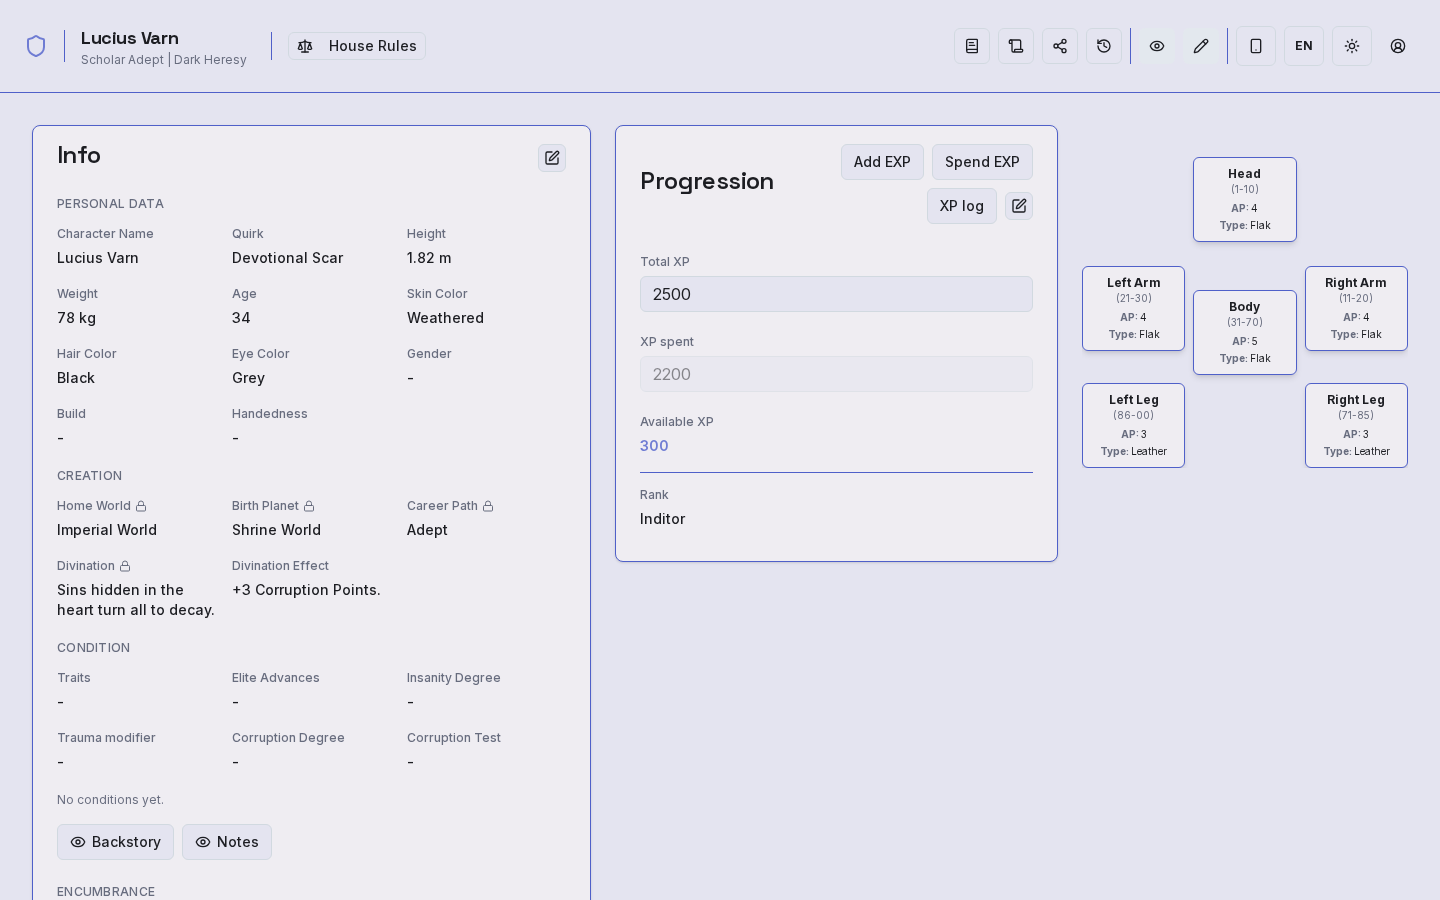 Lucius Varn
Scholar Adept | Dark Heresy
House Rules
EN
Info
PERSONAL DATA
Character Name
Lucius Varn
Quirk
Devotional Scar
Height
1.82 m
Weight
78 kg
Age
34
Skin Color
Weathered
Hair Color
Black
Eye Color
Grey
Gender
-
Build
-
Handedness
-
CREATION
Home World
Imperial World
Birth Planet
Shrine World
Career Path
Adept
Divination
Sins hidden in the
heart turn all to decay.
Divination Effect
+3 Corruption Points.
CONDITION
Traits
-
Elite Advances
-
Insanity Degree
-
Trauma modifier
-
Corruption Degree
-
Corruption Test
-
No conditions yet.
Backstory
Notes
ENCUMBRANCE
Progression
Add EXP
Spend EXP
XP log
Total XP
2500
XP spent
2200
Available XP
300
Rank
Inditor
Head
(1-10)
AP: 4
Type: Flak
Left Arm
(21-30)
AP: 4
Type: Flak
Body
(31-70)
AP: 5
Type: Flak
Right Arm
(11-20)
AP: 4
Type: Flak
Left Leg
(86-00)
AP: 3
Type: Leather
Right Leg
(71-85)
AP: 3
Type: Leather